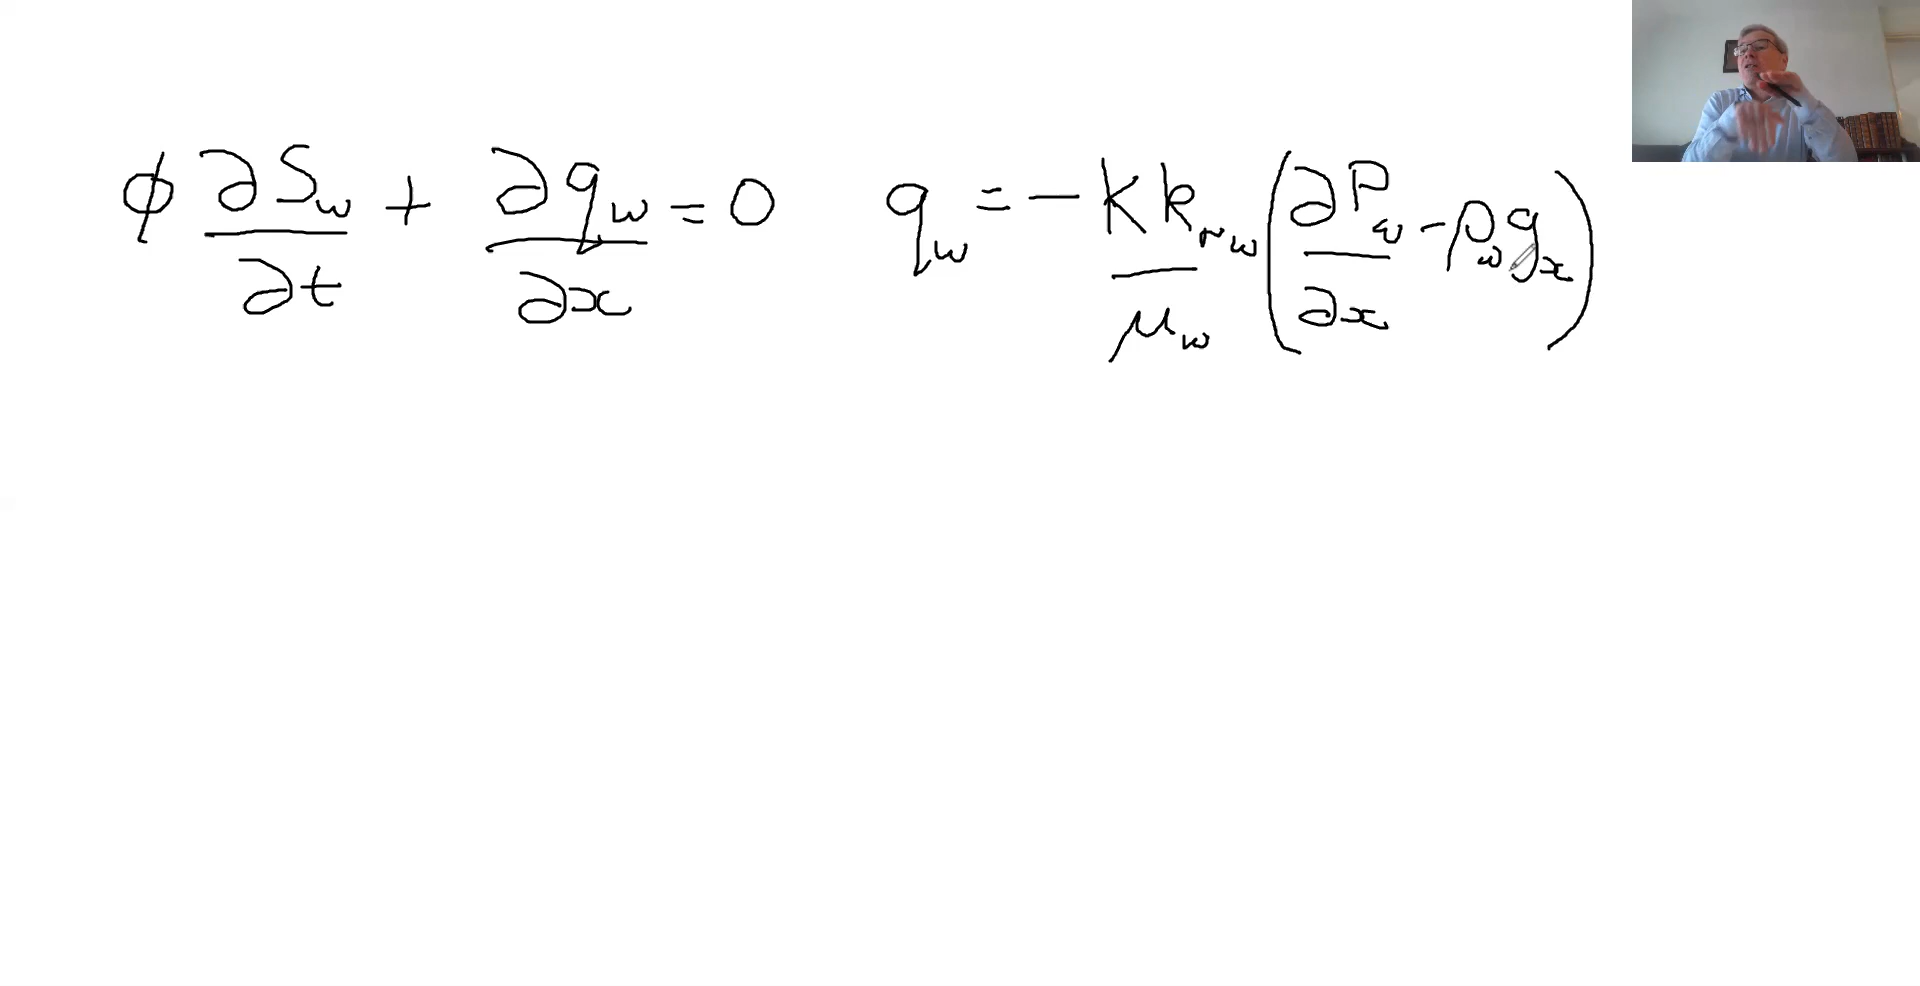 ϕ ∂S_w/∂t + ∂q_w/∂x = 0    q_w = − K k_rw/μ_w (∂P_w/∂x − ρ_w g_x)